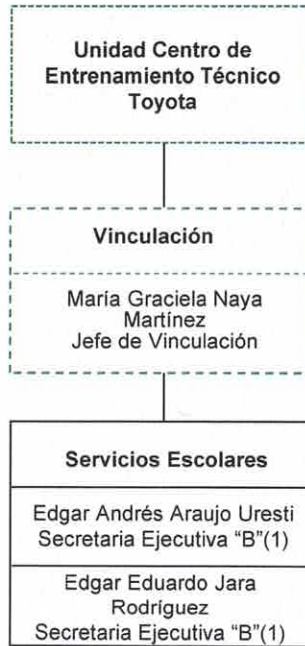 Unidad Centro de
Entrenamiento Técnico
Toyota
Vinculación
María Graciela Naya
Martínez
Jefe de Vinculación
Servicios Escolares
Edgar Andrés Araujo Uresti
Secretaria Ejecutiva "B"(1)
Edgar Eduardo Jara
Rodríguez
Secretaria Ejecutiva "B"(1)